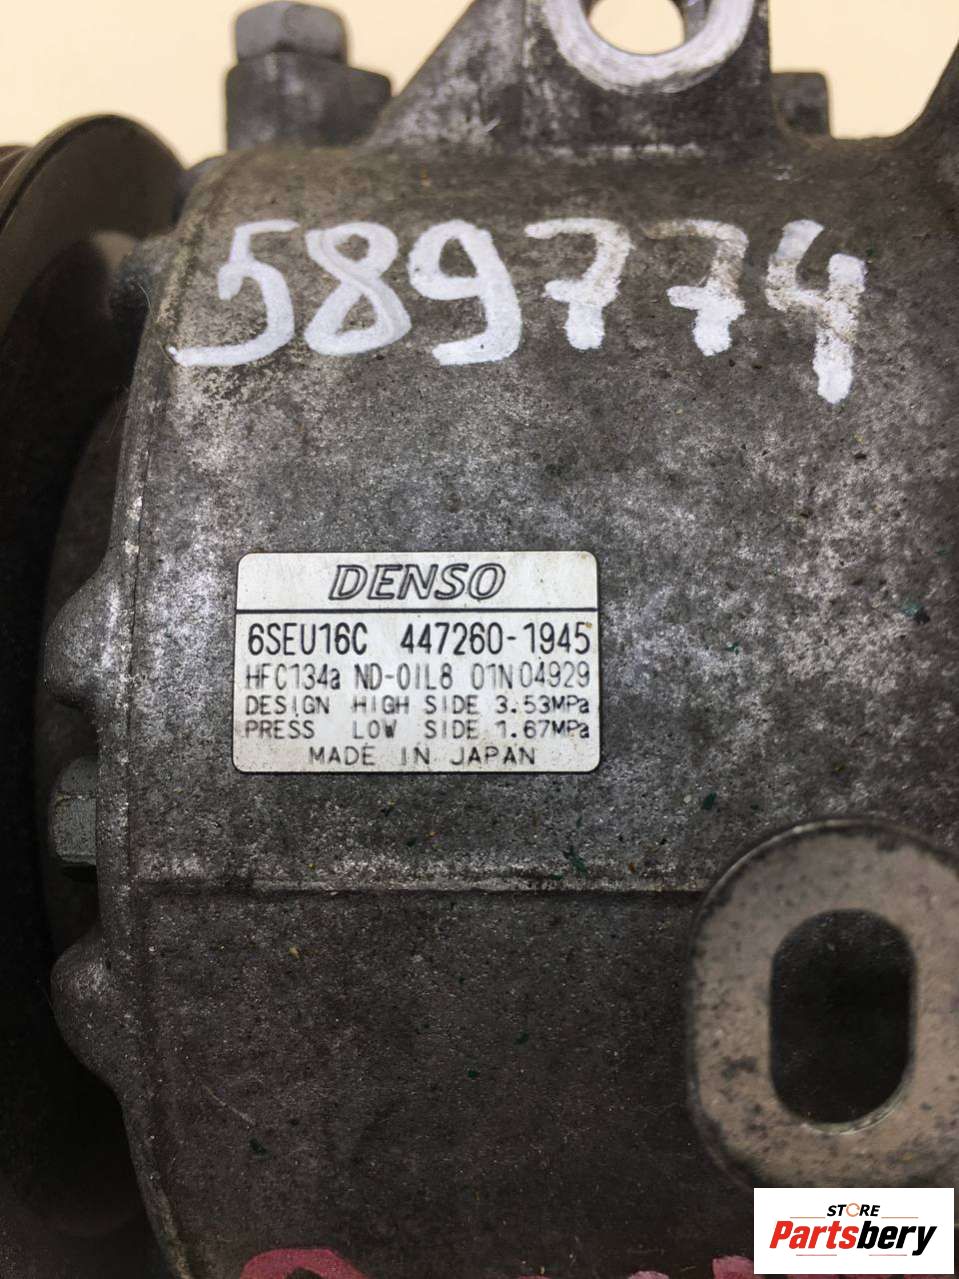 589774
DENSO
6SEU16C 447260-1945
HFC134a ND-OIL8 01N04929
DESIGN HIGH SIDE 3.53MPa
PRESS LOW SIDE 1.67MPa
MADE IN JAPAN
STORE
Partsbery